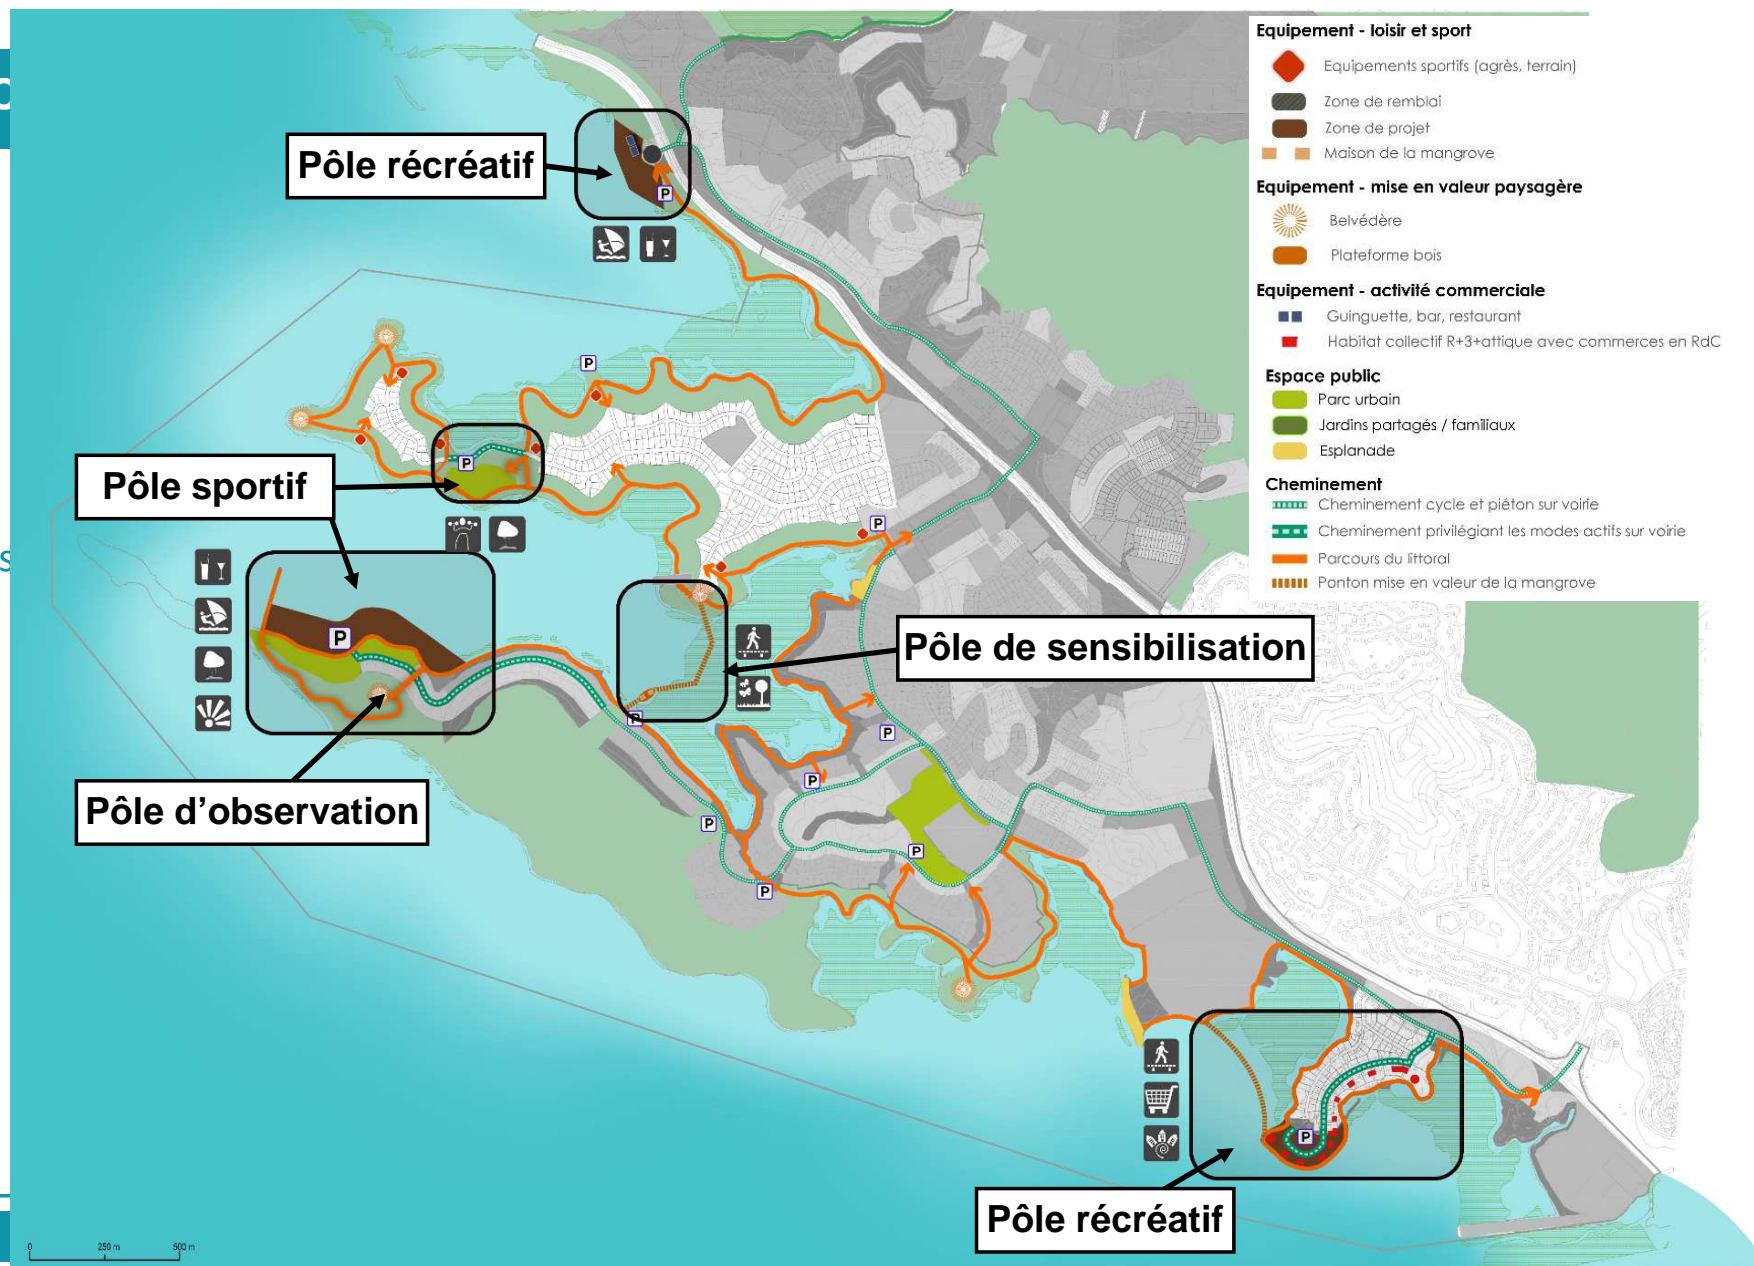 Equipement - loisir et sport
Equipements sportifs (agrès, terrain)
Zone de remblai
Zone de projet
Maison de la mangrove
Equipement - mise en valeur paysagère
Belvédère
Plateforme bois
Equipement - activité commerciale
Guinguette, bar, restaurant
Habitat collectif R+3+attique avec commerces en RdC
Espace public
Parc urbain
Jardins partagés / familiaux
Esplanade
Cheminement
Cheminement cycle et piéton sur voirie
Cheminement privilégiant les modes actifs sur voirie
Parcours du littoral
Ponton mise en valeur de la mangrove
Pôle récréatif
P
P
Pôle sportif
P
P
s
P
Pôle de sensibilisation
P
P
Pôle d'observation
P
P
P
P
P
Pôle récréatif
0 250 m 500 m